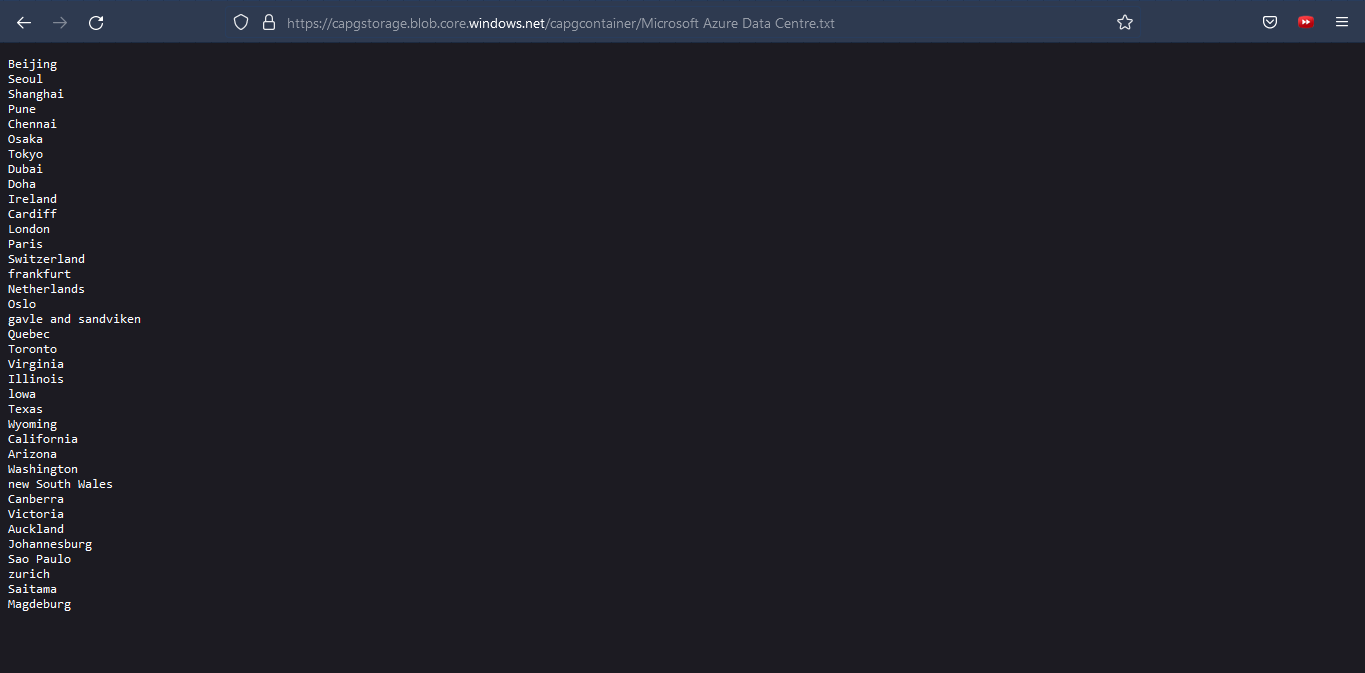 https://capgstorage.blob.core.windows.net/capgcontainer/Microsoft Azure Data Centre.txt
Beijing
Seoul
Shanghai
Pune
Chennai
Osaka
Tokyo
Dubai
Doha
Ireland
Cardiff
London
Paris
Switzerland
frankfurt
Netherlands
Oslo
gavle and sandviken
Quebec
Toronto
Virginia
Illinois
lowa
Texas
Wyoming
California
Arizona
Washington
new South Wales
Canberra
Victoria
Auckland
Johannesburg
Sao Paulo
zurich
Saitama
Magdeburg